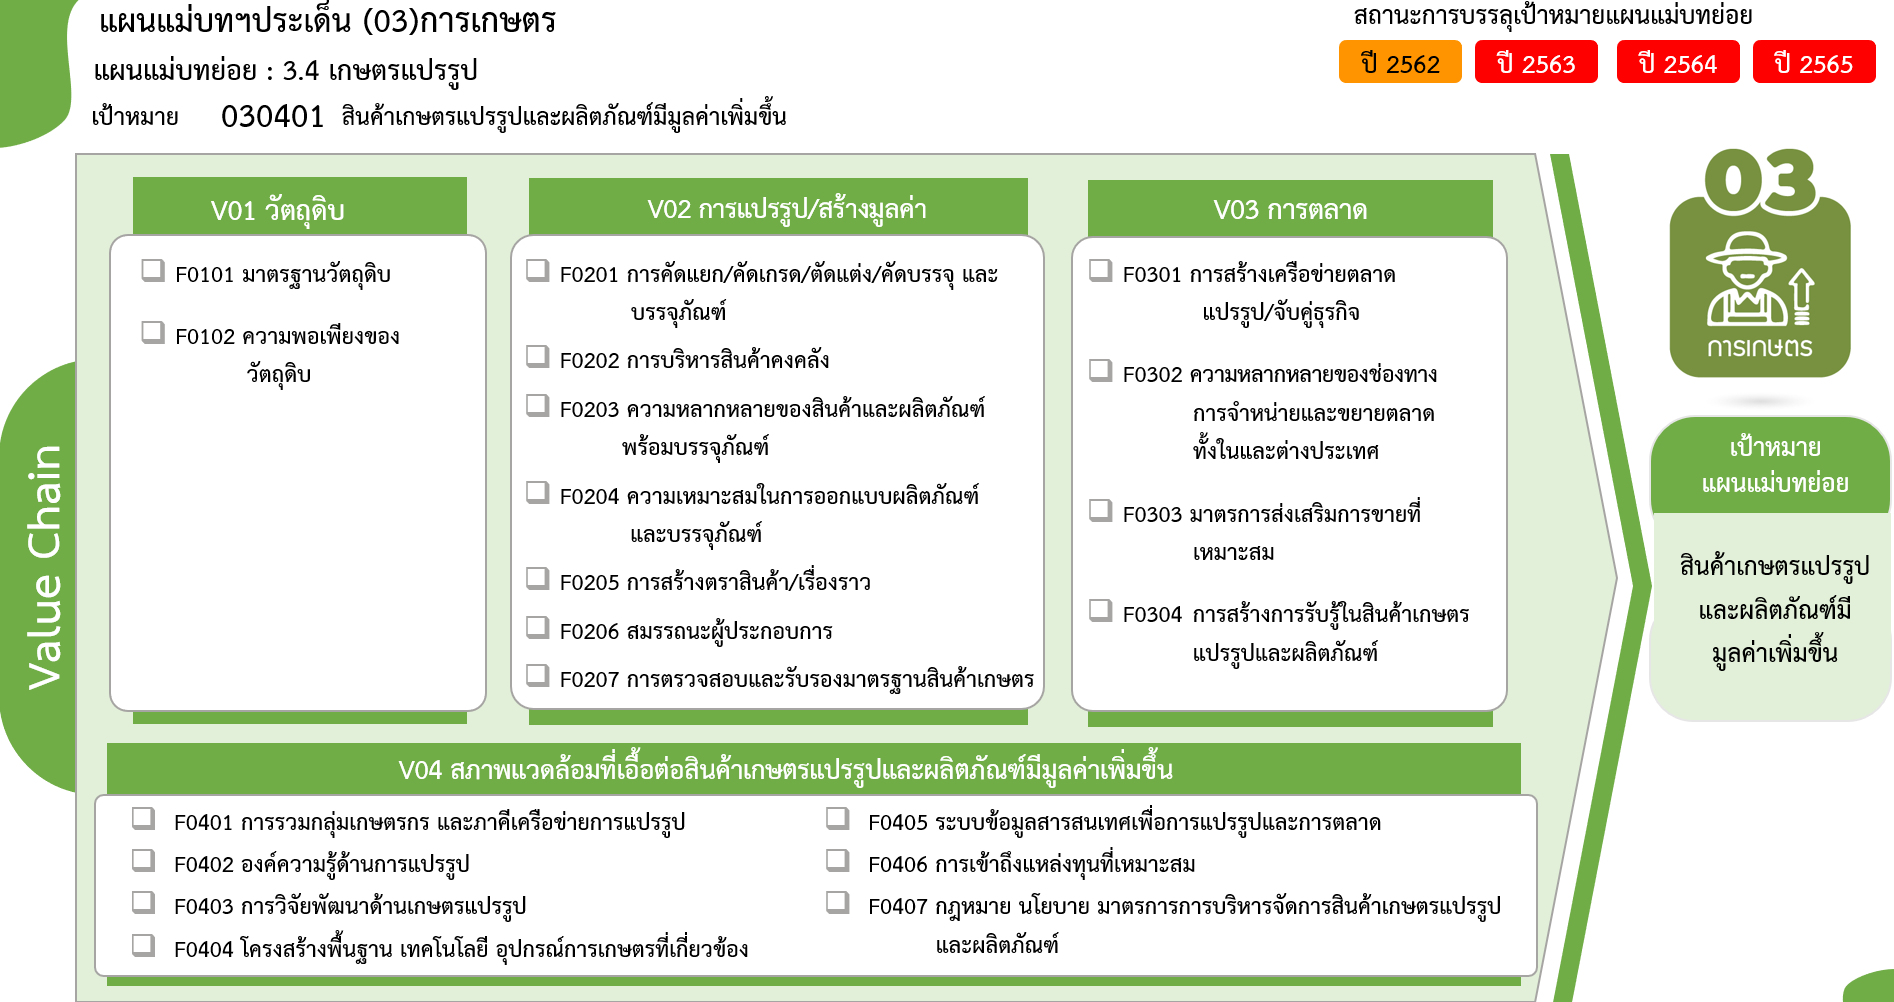 แผนแม่บทฯประเด็น (03)การเกษตร
แผนแม่บทย่อย : 3.4 เกษตรแปรรูป
เป้าหมาย 030401 สินค้าเกษตรแปรรูปและผลิตภัณฑ์มีมูลค่าเพิ่มขึ้น
สถานะการบรรลุเป้าหมายแผนแม่บทย่อย
ปี 2562 ปี 2563 ปี 2564 ปี 2565
Value Chain
V01 วัตถุดิบ
F0101 มาตรฐานวัตถุดิบ
F0102 ความพอเพียงของ
วัตถุดิบ
V02 การแปรรูป/สร้างมูลค่า
F0201 การคัดแยก/คัดเกรด/ตัดแต่ง/คัดบรรจุ และ
บรรจุภัณฑ์
F0202 การบริหารสินค้าคงคลัง
F0203 ความหลากหลายของสินค้าและผลิตภัณฑ์
พร้อมบรรจุภัณฑ์
F0204 ความเหมาะสมในการออกแบบผลิตภัณฑ์
และบรรจุภัณฑ์
F0205 การสร้างตราสินค้า/เรื่องราว
F0206 สมรรถนะผู้ประกอบการ
F0207 การตรวจสอบและรับรองมาตรฐานสินค้าเกษตร
V03 การตลาด
F0301 การสร้างเครือข่ายตลาด
แปรรูป/จับคู่ธุรกิจ
F0302 ความหลากหลายของช่องทาง
การจำหน่ายและขยายตลาด
ทั้งในและต่างประเทศ
F0303 มาตรการส่งเสริมการขายที่
เหมาะสม
F0304 การสร้างการรับรู้ในสินค้าเกษตร
แปรรูปและผลิตภัณฑ์
V04 สภาพแวดล้อมที่เอื้อต่อสินค้าเกษตรแปรรูปและผลิตภัณฑ์มีมูลค่าเพิ่มขึ้น
F0401 การรวมกลุ่มเกษตรกร และภาคีเครือข่ายการแปรรูป
F0402 องค์ความรู้ด้านการแปรรูป
F0403 การวิจัยพัฒนาด้านเกษตรแปรรูป
F0404 โครงสร้างพื้นฐาน เทคโนโลยี อุปกรณ์การเกษตรที่เกี่ยวข้อง
F0405 ระบบข้อมูลสารสนเทศเพื่อการแปรรูปและการตลาด
F0406 การเข้าถึงแหล่งทุนที่เหมาะสม
F0407 กฎหมาย นโยบาย มาตรการการบริหารจัดการสินค้าเกษตรแปรรูป
และผลิตภัณฑ์
03
การเกษตร
เป้าหมาย
แผนแม่บทย่อย
สินค้าเกษตรแปรรูป
และผลิตภัณฑ์มี
มูลค่าเพิ่มขึ้น